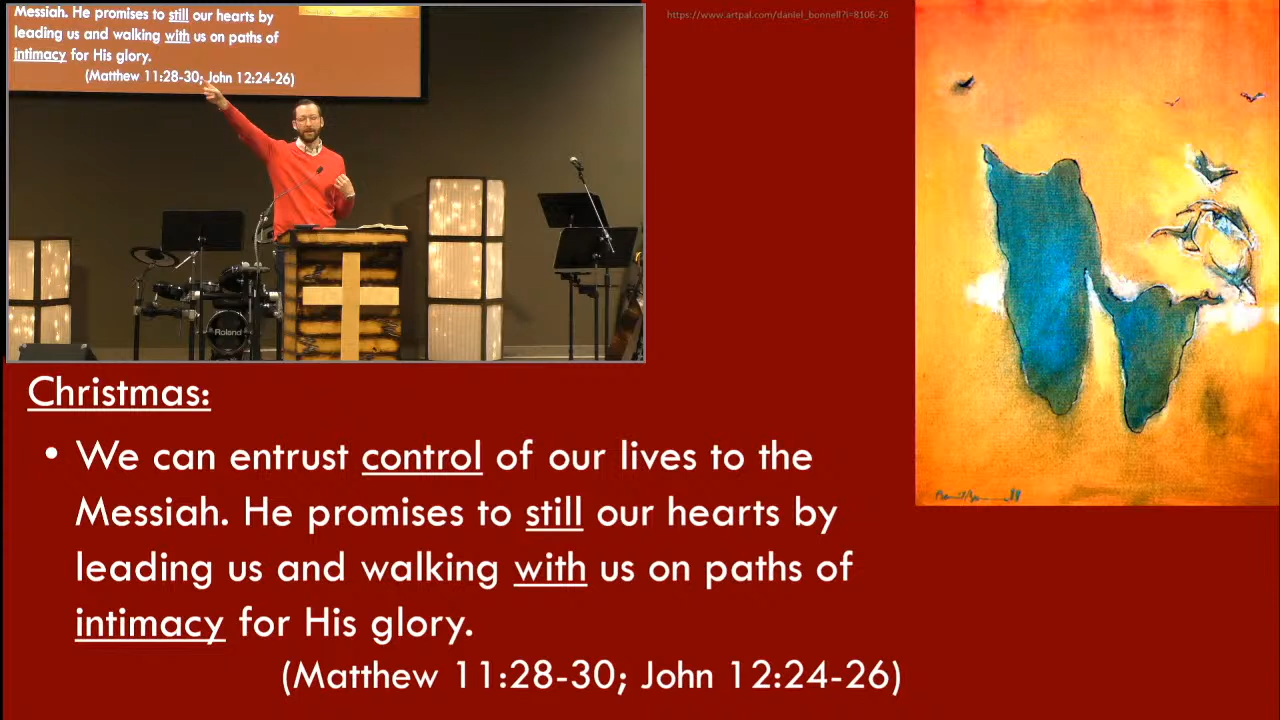 Messiah. He promises to still our hearts by
leading us and walking with us on paths of
intimacy for His glory.
(Matthew 11:28-30; John 12:24-26)
Roland
https://www.artpal.com/daniel_bonnell?i=8106-26
Christmas:
• We can entrust control of our lives to the
Messiah. He promises to still our hearts by
leading us and walking with us on paths of
intimacy for His glory.
(Matthew 11:28-30; John 12:24-26)